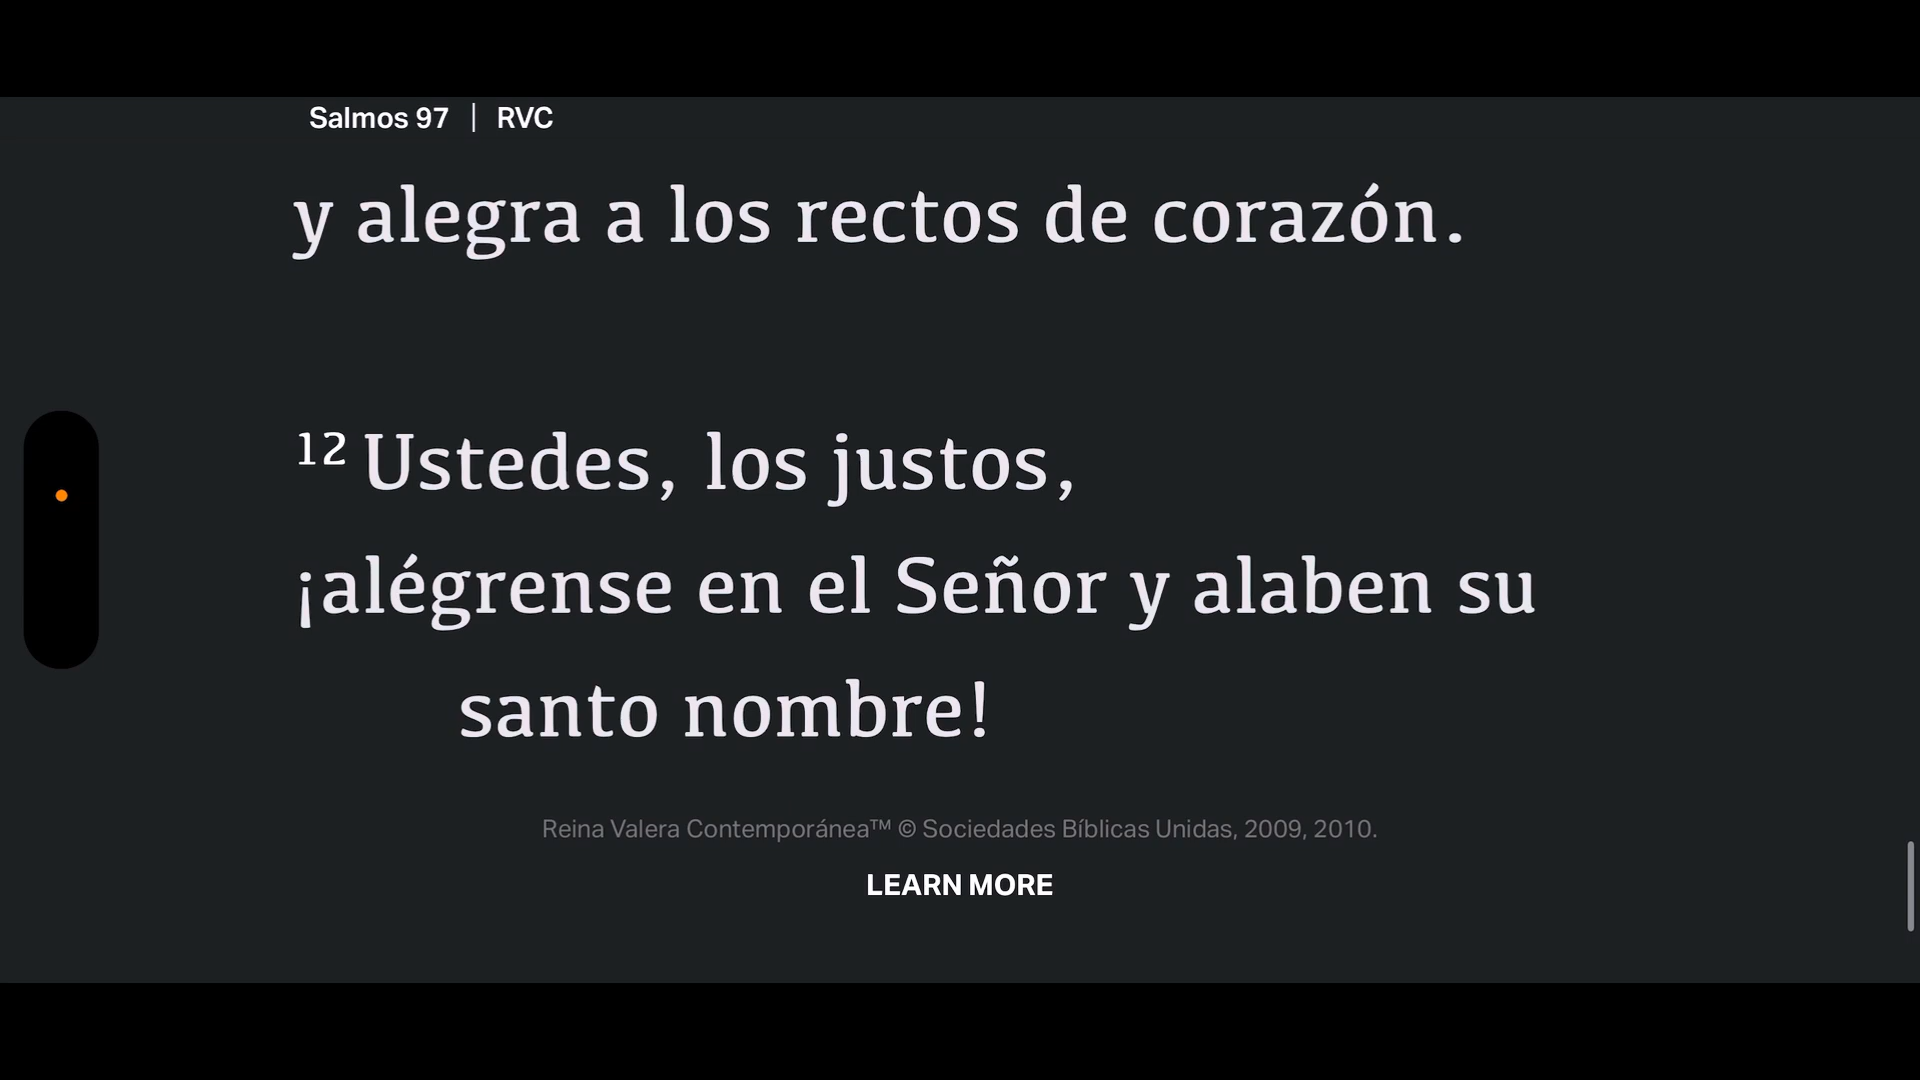 Salmos 97 | RVC
y alegra a los rectos de corazón.
12 Ustedes, los justos,
¡alégrense en el Señor y alaben su
santo nombre!
Reina Valera Contemporánea™ © Sociedades Bíblicas Unidas, 2009, 2010.
LEARN MORE